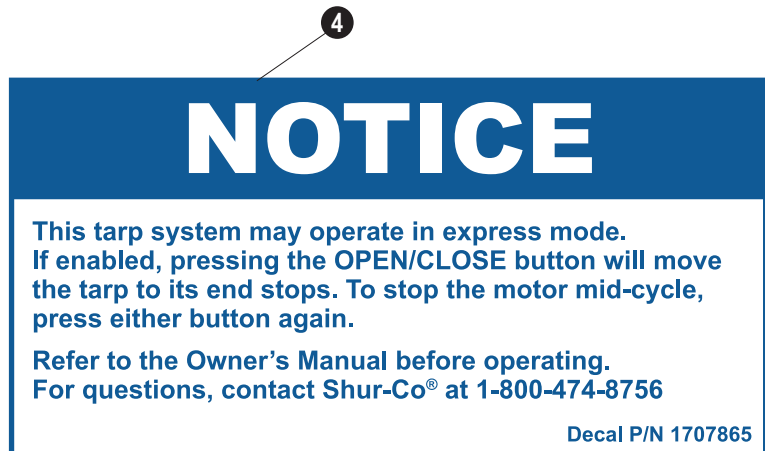 4
NOTICE
This tarp system may operate in express mode.
If enabled, pressing the OPEN/CLOSE button will move
the tarp to its end stops. To stop the motor mid-cycle,
press either button again.
Refer to the Owner’s Manual before operating.
For questions, contact Shur-Co® at 1-800-474-8756
Decal P/N 1707865